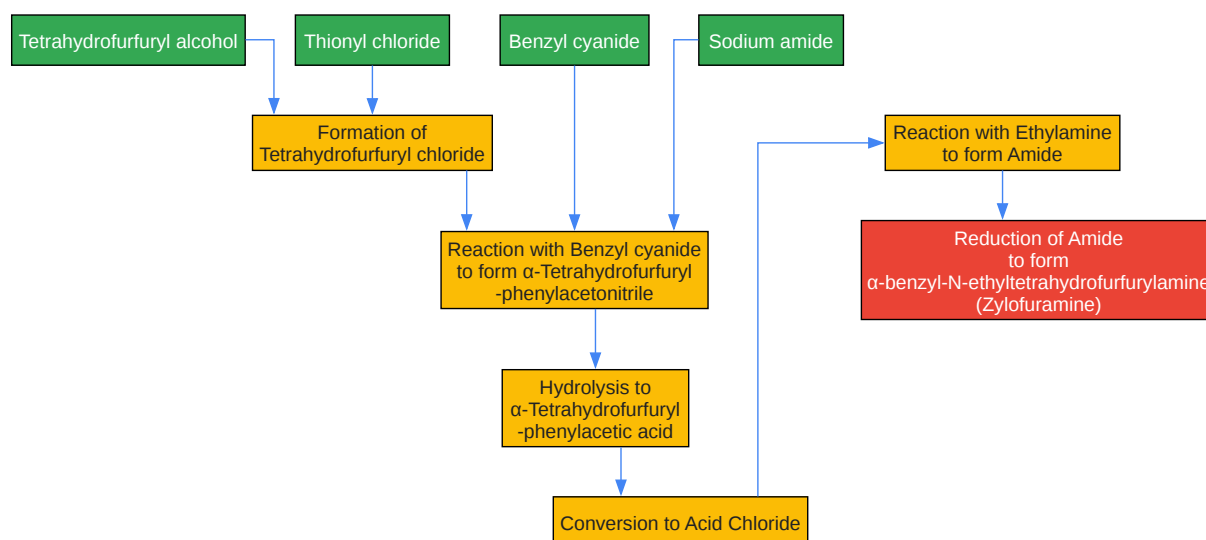 Tetrahydrofurfuryl alcohol
Thionyl chloride
Benzyl cyanide
Sodium amide
Formation of
Tetrahydrofurfuryl chloride
Reaction with Ethylamine
to form Amide
Reaction with Benzyl cyanide
to form α-Tetrahydrofurfuryl
-phenylacetonitrile
Reduction of Amide
to form
α-benzyl-N-ethyltetrahydrofurfurylamine
(Zylofuramine)
Hydrolysis to
α-Tetrahydrofurfuryl
-phenylacetic acid
Conversion to Acid Chloride